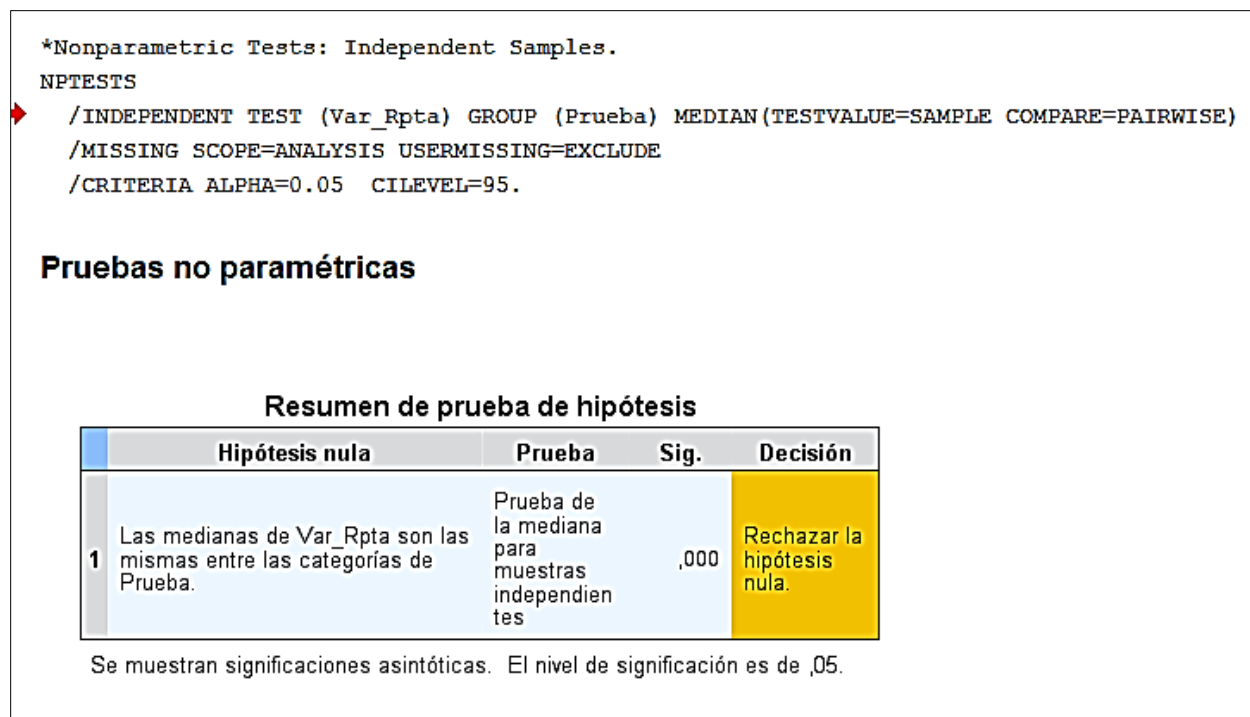 *Nonparametric Tests: Independent Samples.
NPTESTS
/INDEPENDENT TEST (Var_Rpta) GROUP (Prueba) MEDIAN(TESTVALUE=SAMPLE COMPARE=PAIRWISE)
/MISSING SCOPE=ANALYSIS USERMISSING=EXCLUDE
/CRITERIA ALPHA=0.05  CILEVEL=95.
Pruebas no paramétricas
Resumen de prueba de hipótesis
Hipótesis nula Prueba Sig. Decisión
1
Las medianas de Var_Rpta son las
mismas entre las categorías de
Prueba.
Prueba de
la mediana
para
muestras
independien
tes
,000
Rechazar la
hipótesis
nula.
Se muestran significaciones asintóticas.  El nivel de significación es de ,05.